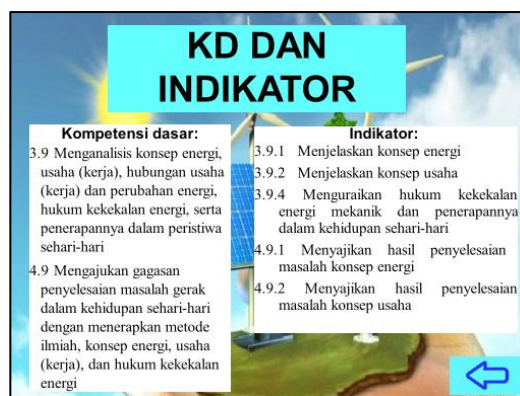 KD DAN
INDIKATOR
Kompetensi dasar:
3.9 Menganalisis konsep energi,
usaha (kerja), hubungan usaha
(kerja) dan perubahan energi,
hukum kekekalan energi, serta
penerapannya dalam peristiwa
sehari-hari
4.9 Mengajukan gagasan
penyelesaian masalah gerak
dalam kehidupan sehari-hari
dengan menerapkan metode
ilmiah, konsep energi, usaha
(kerja), dan hukum kekekalan
energi
Indikator:
3.9.1 Menjelaskan konsep energi
3.9.2 Menjelaskan konsep usaha
3.9.4 Menguraikan hukum kekekalan
energi mekanik dan penerapannya
dalam kehidupan sehari-hari
4.9.1 Menyajikan hasil penyelesaian
masalah konsep energi
4.9.2 Menyajikan hasil penyelesaian
masalah konsep usaha